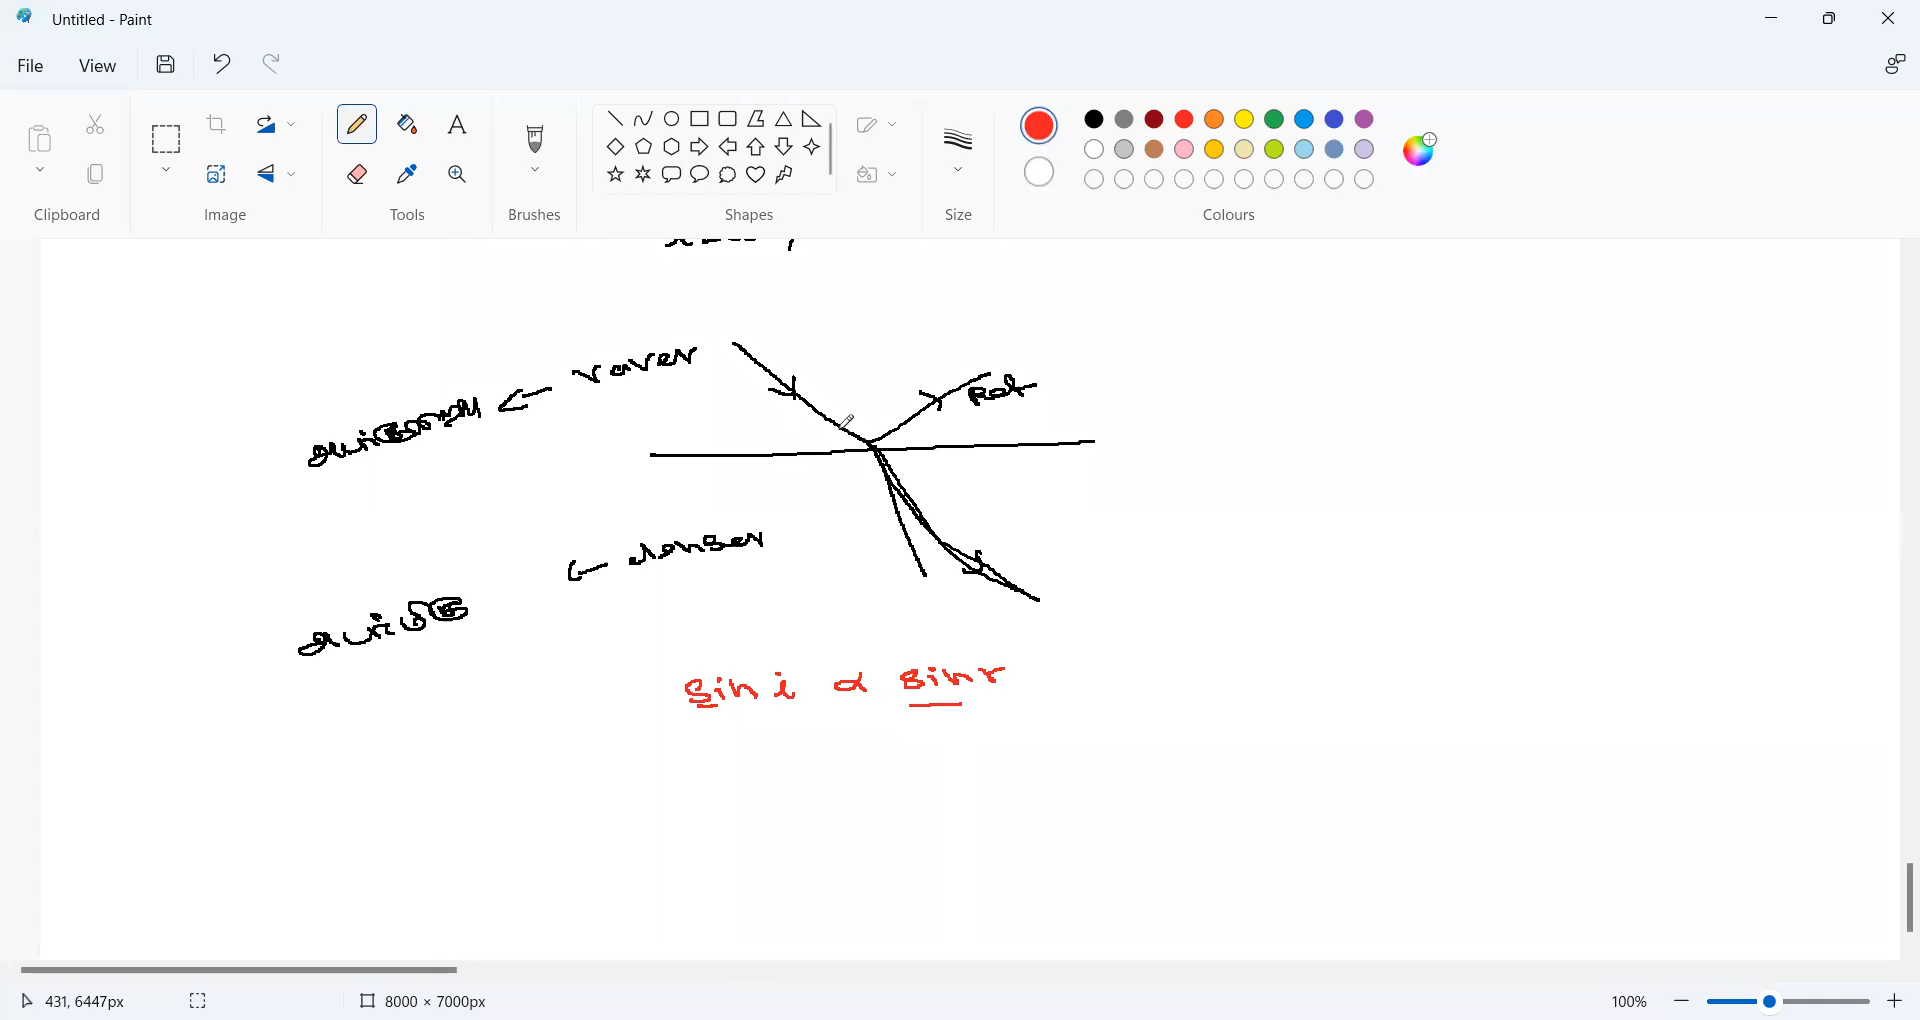 Untitled - Paint
File View
Clipboard
Image
Tools
Brushes
Shapes
Size
Colours
rarer
Ref
denser
sin i α sin r
431, 6447px
8000 × 7000px
100%